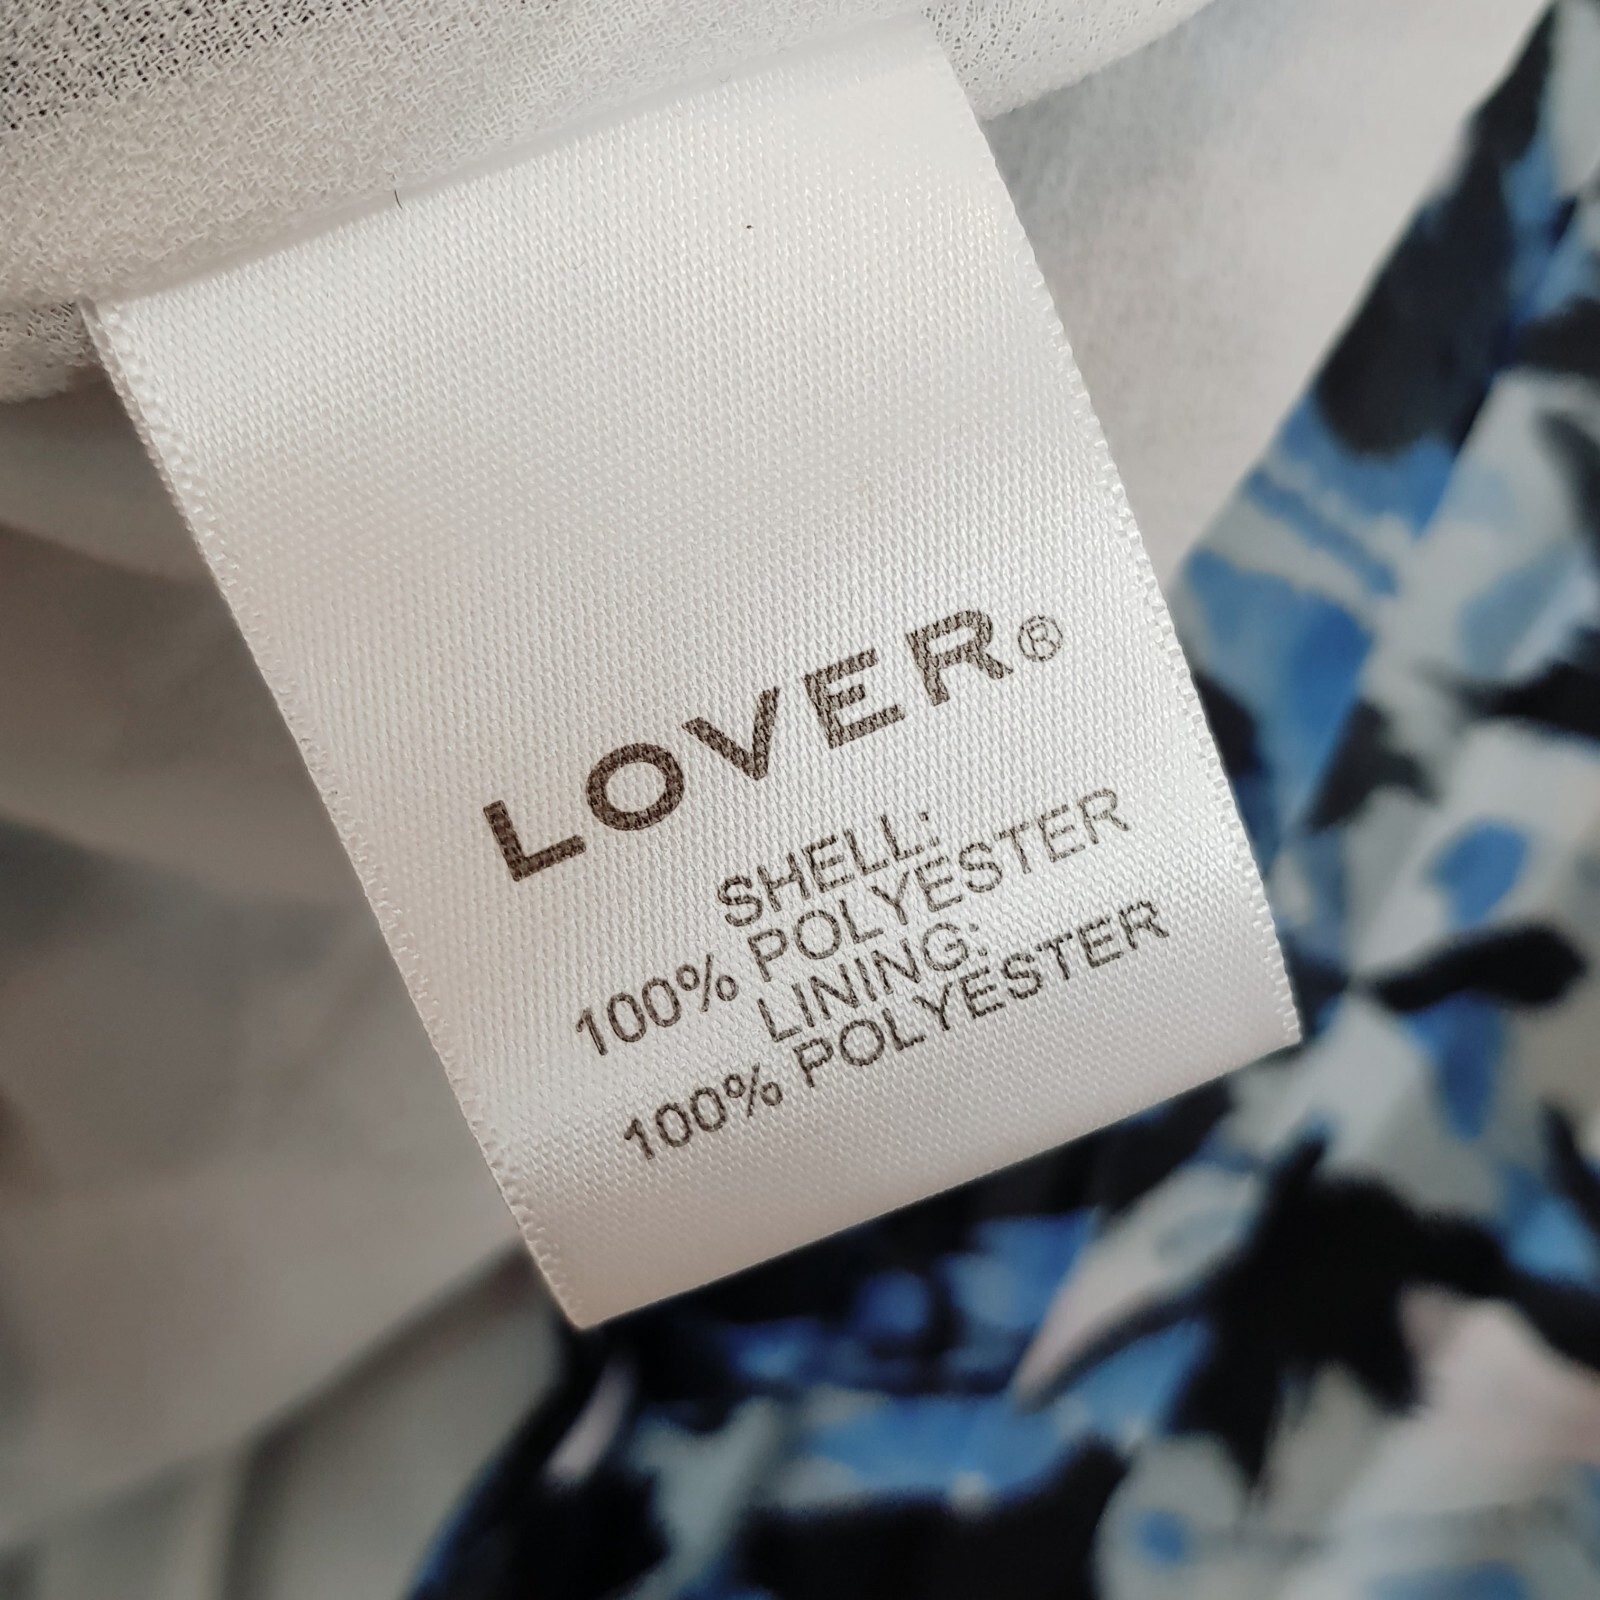 LOVER®
SHELL:
100% POLYESTER
LINING:
100% POLYESTER